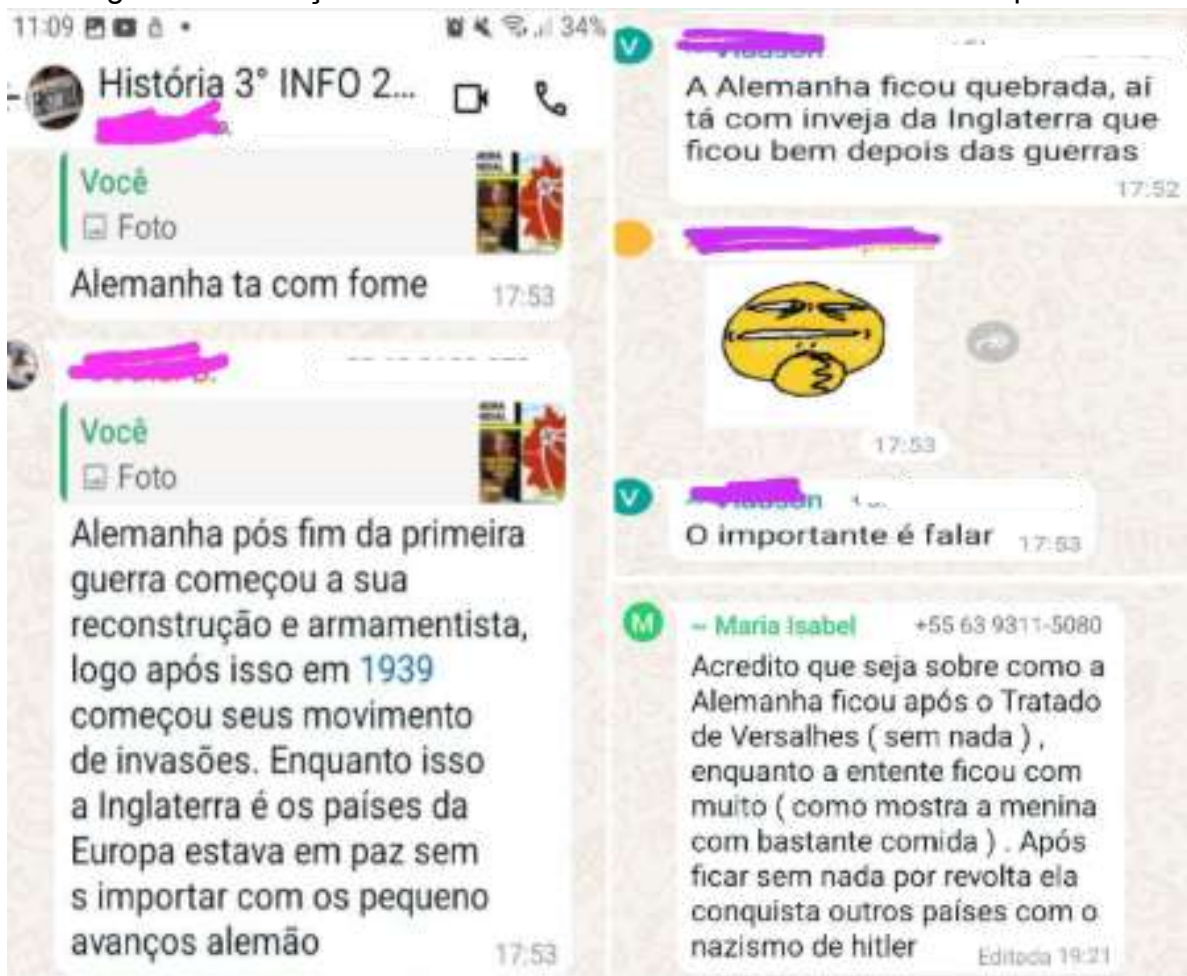 11:09
34%
História 3° INFO 2...
Você
Foto
Alemanha ta com fome
17:53
Você
Foto
Alemanha pós fim da primeira
guerra começou a sua
reconstrução e armamentista,
logo após isso em 1939
começou seus movimento
de invasões. Enquanto isso
a Inglaterra é os países da
Europa estava em paz sem
s importar com os pequeno
avanços alemão
17:53
V
A Alemanha ficou quebrada, aí
tá com inveja da Inglaterra que
ficou bem depois das guerras
17:52
17:53
V
O importante é falar
17:53
M
~ Maria Isabel +55 63 9311-5080
Acredito que seja sobre como a
Alemanha ficou após o Tratado
de Versalhes ( sem nada ) ,
enquanto a entente ficou com
muito ( como mostra a menina
com bastante comida ) . Após
ficar sem nada por revolta ela
conquista outros países com o
nazismo de hitler
Editada 19:21